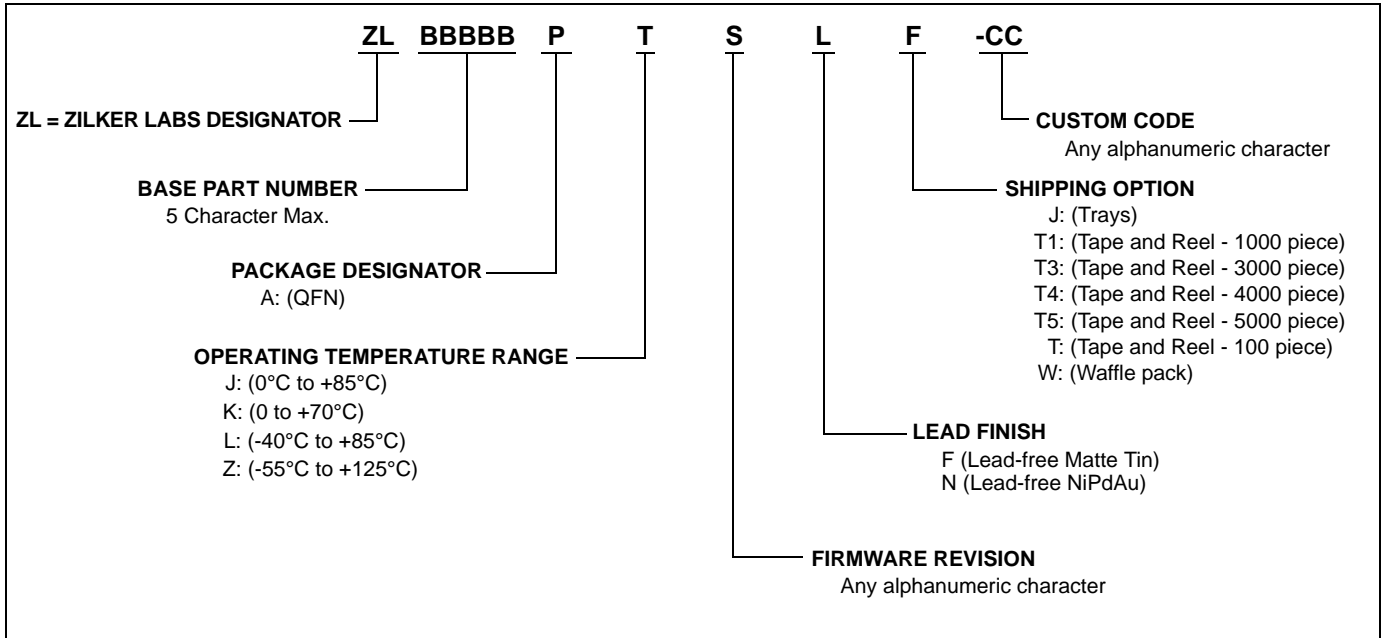 ZL BBBBB P T S L F -CC
ZL = ZILKER LABS DESIGNATOR
BASE PART NUMBER
5 Character Max.
PACKAGE DESIGNATOR
A: (QFN)
OPERATING TEMPERATURE RANGE
J: (0°C to +85°C)
K: (0 to +70°C)
L: (-40°C to +85°C)
Z: (-55°C to +125°C)
CUSTOM CODE
Any alphanumeric character
SHIPPING OPTION
J: (Trays)
T1: (Tape and Reel - 1000 piece)
T3: (Tape and Reel - 3000 piece)
T4: (Tape and Reel - 4000 piece)
T5: (Tape and Reel - 5000 piece)
T: (Tape and Reel - 100 piece)
W: (Waffle pack)
LEAD FINISH
F (Lead-free Matte Tin)
N (Lead-free NiPdAu)
FIRMWARE REVISION
Any alphanumeric character